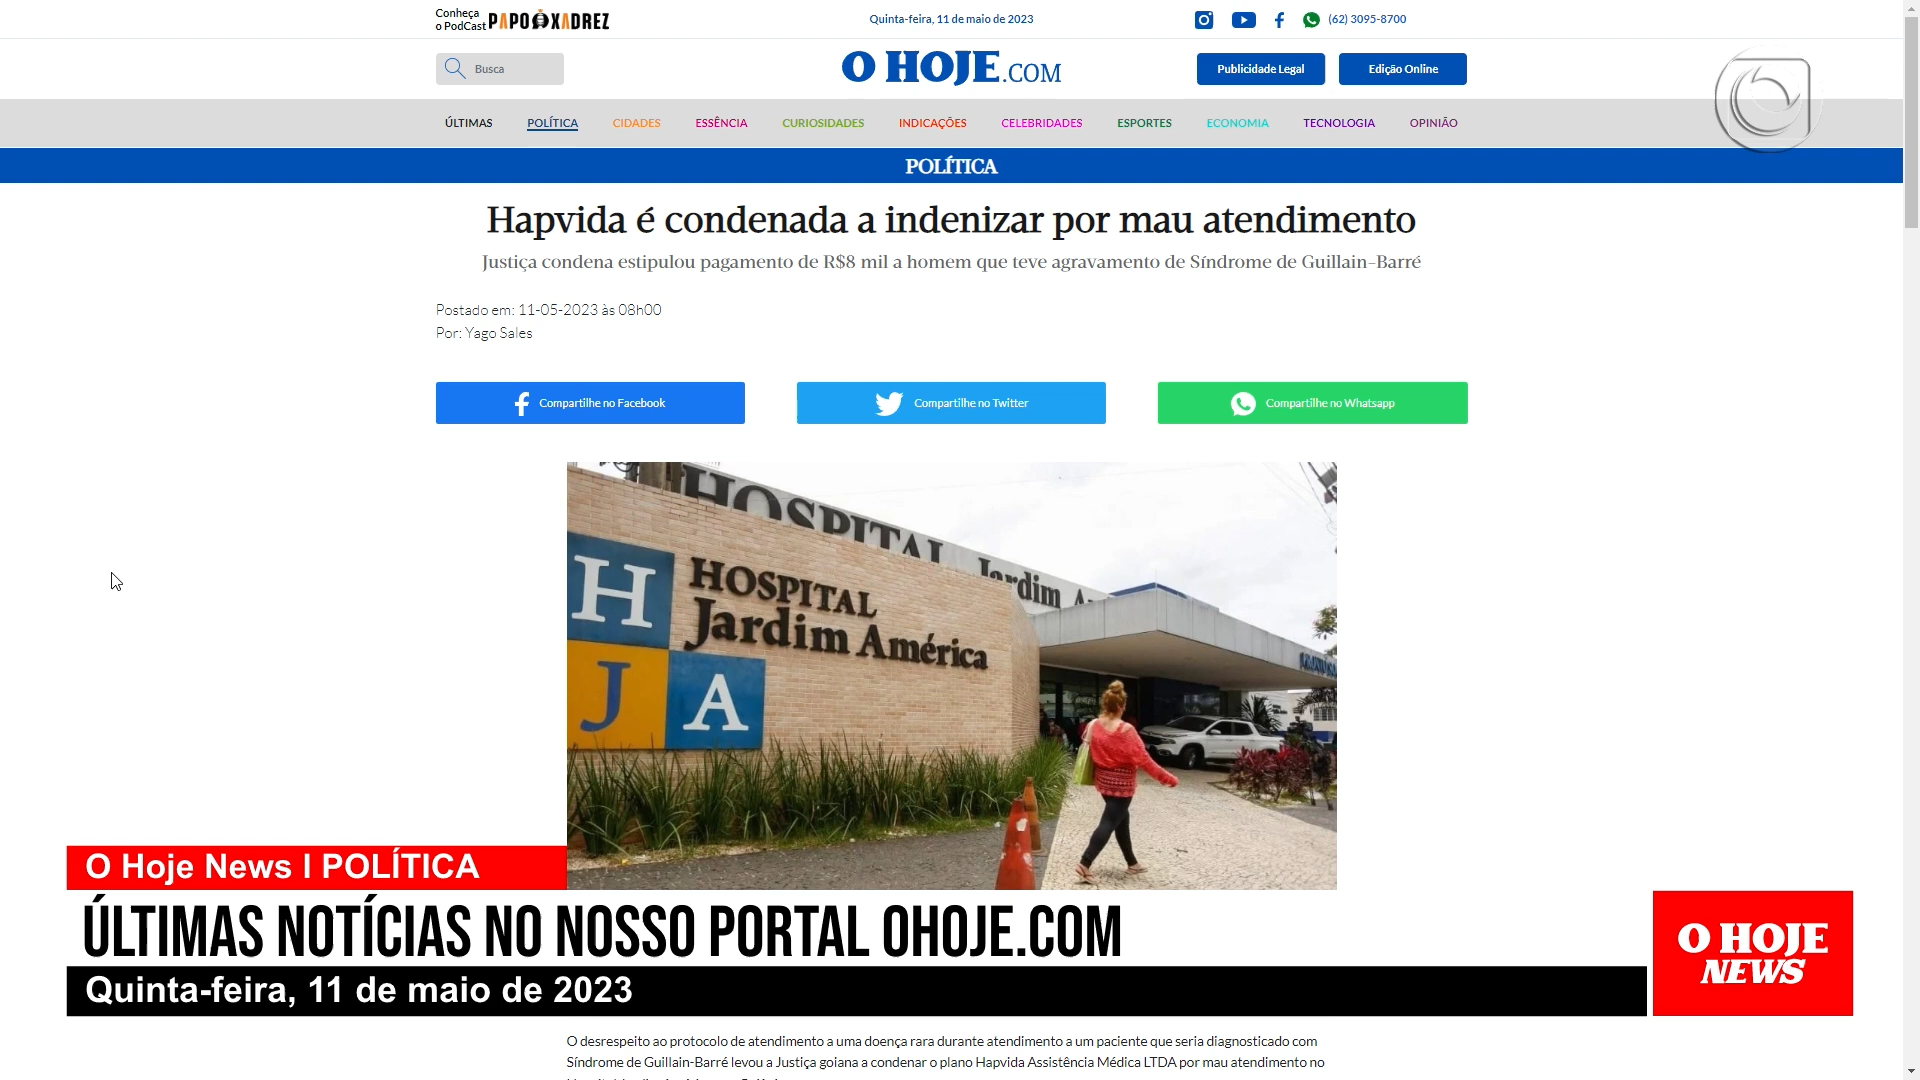 Conheça
o PodCast PAPO XADREZ
Quinta-feira, 11 de maio de 2023
(62) 3095-8700
Busca
O HOJE.COM
Publicidade Legal
Edição Online
ÚLTIMAS POLÍTICA CIDADES ESSÊNCIA CURIOSIDADES INDICAÇÕES CELEBRIDADES ESPORTES ECONOMIA TECNOLOGIA OPINIÃO
POLÍTICA
Hapvida é condenada a indenizar por mau atendimento
Justiça condena estipulou pagamento de R$8 mil a homem que teve agravamento de Síndrome de Guillain-Barré
Postado em: 11-05-2023 às 08h00
Por: Yago Sales
Compartilhe no Facebook
Compartilhe no Twitter
Compartilhe no Whatsapp
HOSPITAL
Jardim Am
H
J A
HOSPITAL
Jardim América
O Hoje News I POLÍTICA
ÚLTIMAS NOTÍCIAS NO NOSSO PORTAL OHOJE.COM
Quinta-feira, 11 de maio de 2023
O HOJE
NEWS
O desrespeito ao protocolo de atendimento a uma doença rara durante atendimento a um paciente que seria diagnosticado com
Síndrome de Guillain-Barré levou a Justiça goiana a condenar o plano Hapvida Assistência Médica LTDA por mau atendimento no